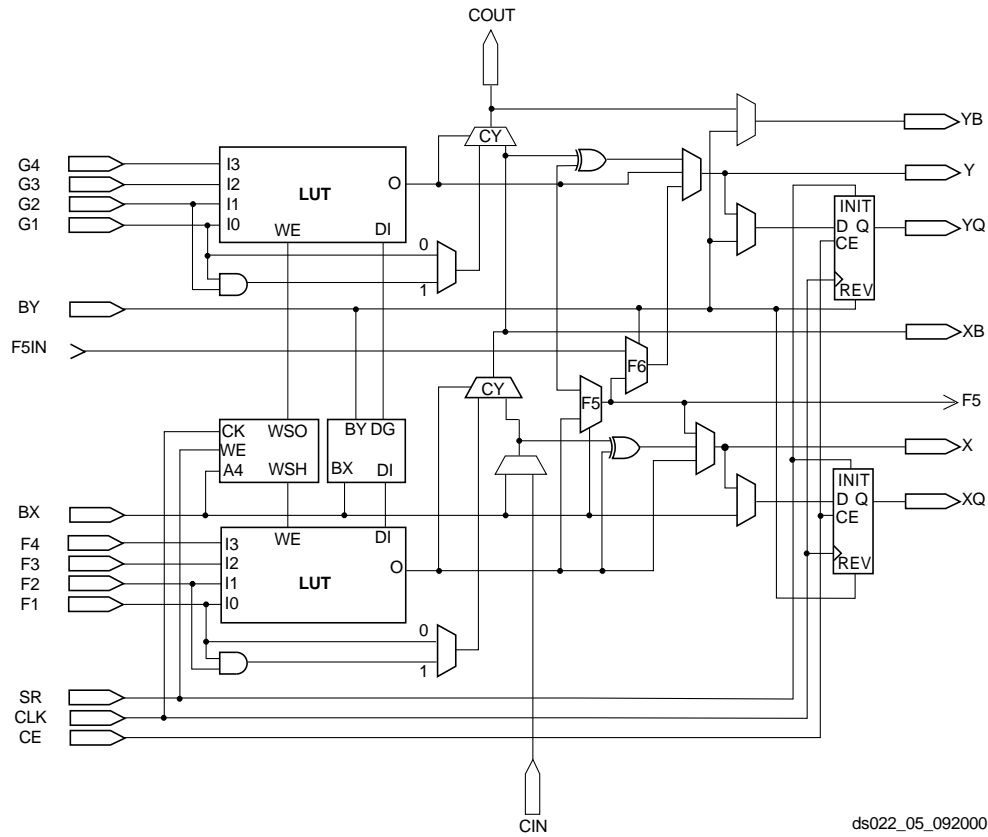 COUT
CY
YB
G4
G3
G2
G1
I3
I2
I1
I0
LUT
O
WE
DI
0
1
Y
INIT
D Q
CE
REV
YQ
BY
XB
F5IN
F6
CY
F5
F5
CK
WE
A4
WSO
WSH
BY DG
BX
DI
X
INIT
D Q
CE
REV
XQ
BX
F4
F3
F2
F1
I3
I2
I1
I0
WE
DI
LUT
O
0
1
SR
CLK
CE
CIN
ds022_05_092000